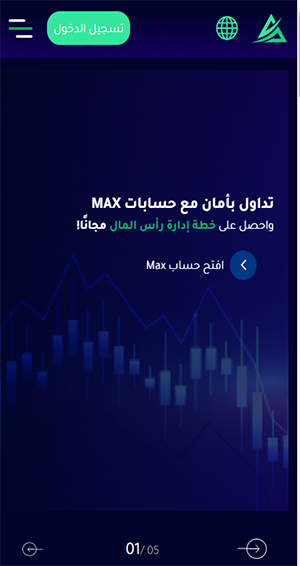 تسجيل الدخول
تداول بأمان مع حسابات MAX
واحصل على خطة إدارة رأس المال مجانًا!
افتح حساب Max
01/ 05